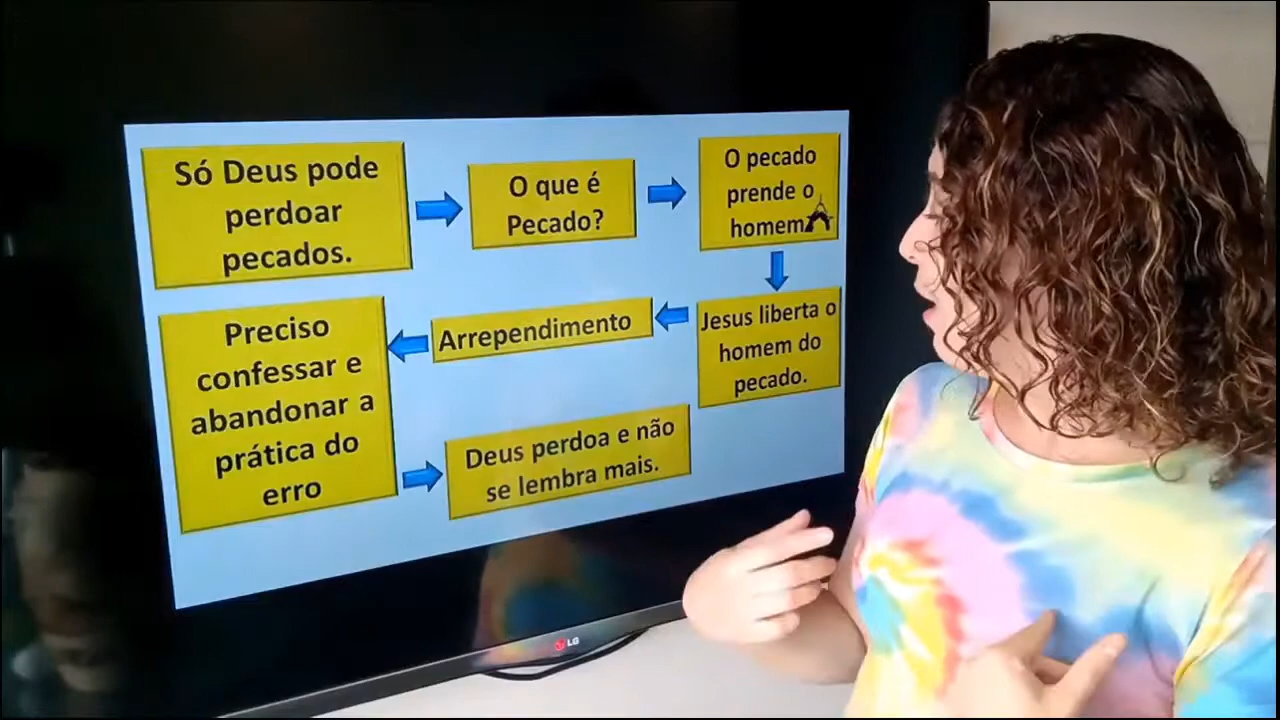 Só Deus pode
perdoar
pecados.
O que é
Pecado?
O pecado
prende o
homem
Jesus liberta o
homem do
pecado.
Arrependimento
Preciso
confessar e
abandonar a
prática do
erro
Deus perdoa e não
se lembra mais.
LG